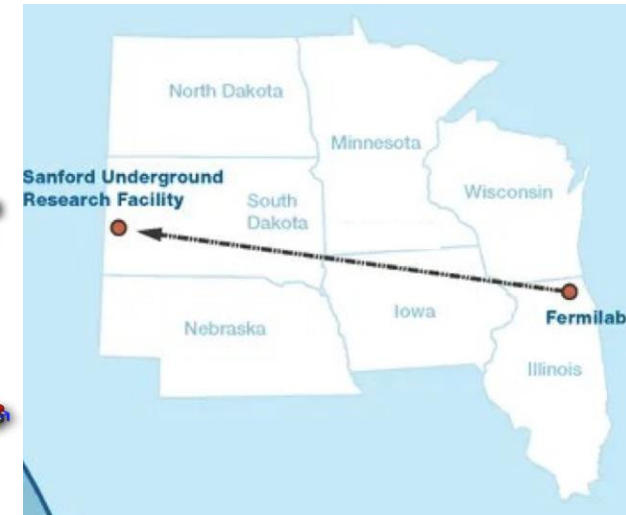 North Dakota
Minnesota
Sanford Underground
Research Facility
South
Dakota
Wisconsin
Iowa
Fermilab
Nebraska
Illinois